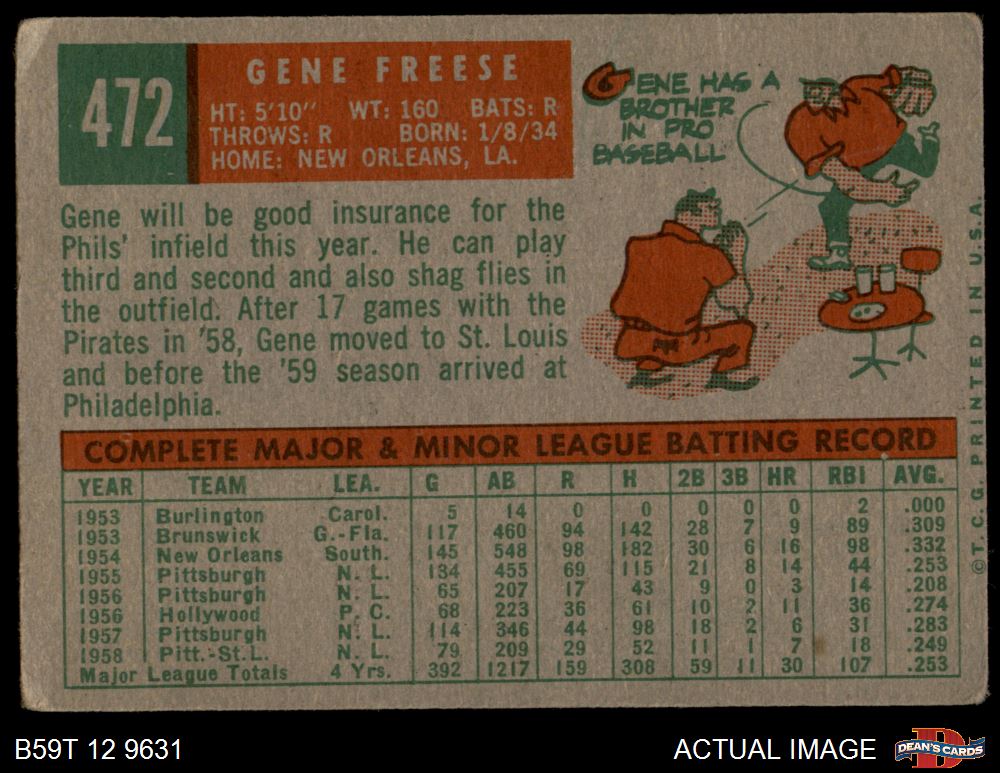 472
GENE FREESE
HT: 5'10" WT: 160 BATS: R
THROWS: R BORN: 1/8/34
HOME: NEW ORLEANS, LA.
GENE HAS A
BROTHER
IN PRO
BASEBALL
Gene will be good insurance for the
Phils' infield this year. He can play
third and second and also shag flies in
the outfield. After 17 games with the
Pirates in '58, Gene moved to St. Louis
and before the '59 season arrived at
Philadelphia.
COMPLETE MAJOR & MINOR LEAGUE BATTING RECORD
YEAR TEAM LEA. G AB R H 2B 3B HR RBI AVG.
1953 Burlington Carol. 5 14 0 0 0 0 0 2 .000
1953 Brunswick G.-Fla. 117 460 94 142 28 7 9 89 .309
1954 New Orleans South. 145 548 98 182 30 6 16 98 .332
1955 Pittsburgh N. L. 134 455 69 115 21 8 14 44 .253
1956 Pittsburgh N. L. 65 207 17 43 9 0 3 14 .208
1956 Hollywood P. C. 68 223 36 61 10 2 11 36 .274
1957 Pittsburgh N. L. 114 346 44 98 18 2 6 31 .283
1958 Pitt.-St.L. N. L. 79 209 29 52 11 1 7 18 .249
Major League Totals 4 Yrs. 392 1217 159 308 59 11 30 107 .253
©T. C. G. PRINTED IN U.S.A.
B59T 12 9631
ACTUAL IMAGE
D
DEAN'S CARDS